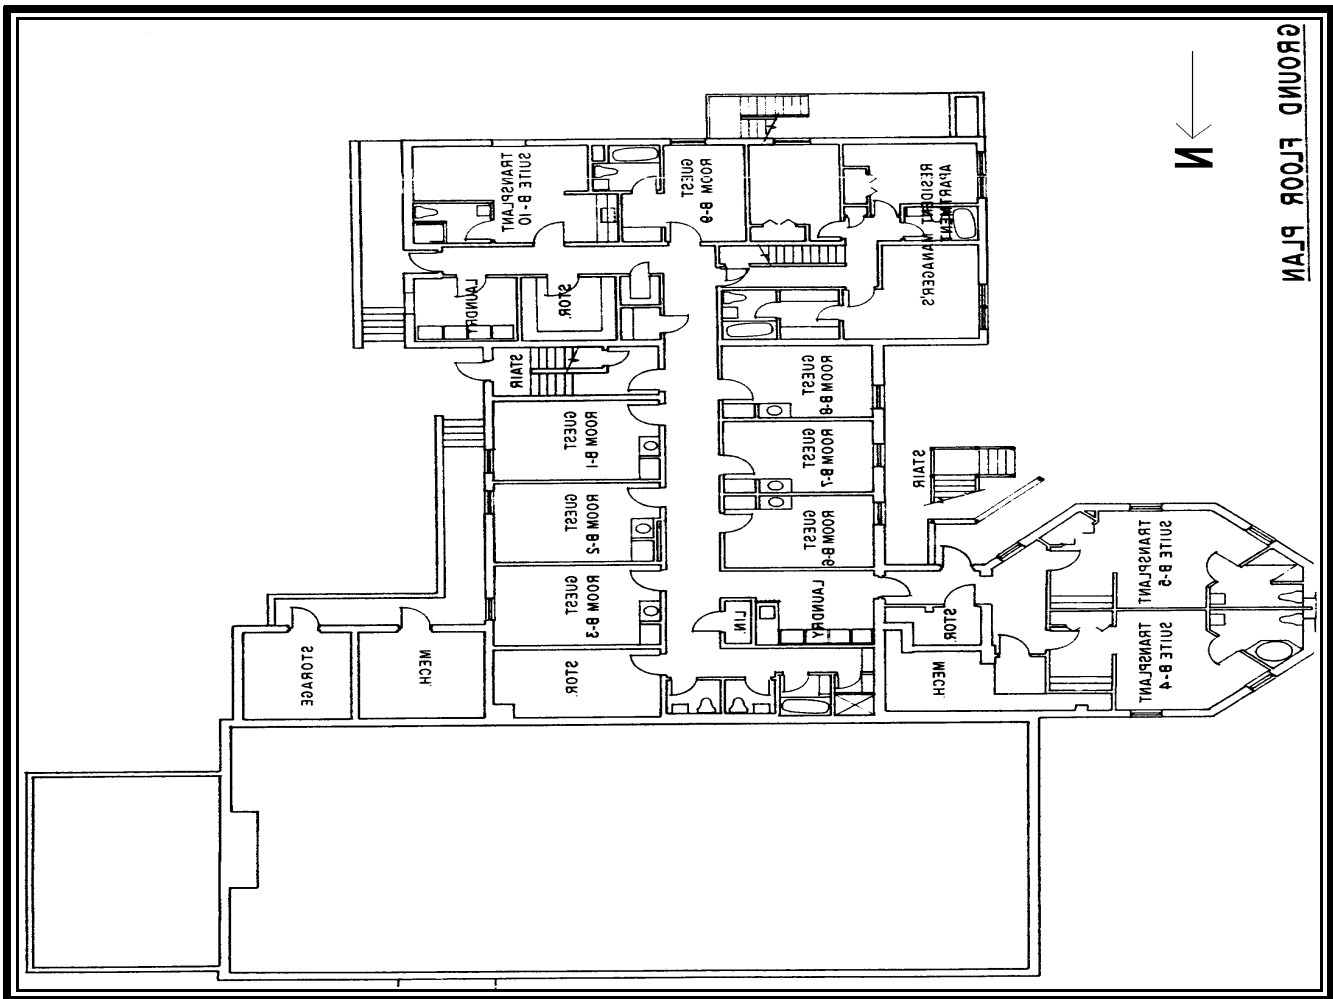 GROUND FLOOR PLAN
N
TRANSPLANT
SUITE B-10
GUEST
ROOM B-9
RESIDENT MANAGER'S
APARTMENT
LAUNDRY
STOR.
STAIR
GUEST
ROOM B-8
GUEST
ROOM B-1
GUEST
ROOM B-7
STAIR
GUEST
ROOM B-2
GUEST
ROOM B-6
TRANSPLANT
SUITE B-5
GUEST
ROOM B-3
LIN.
LAUNDRY
STOR.
TRANSPLANT
SUITE B-4
STORAGE
MECH.
STOR.
MECH.